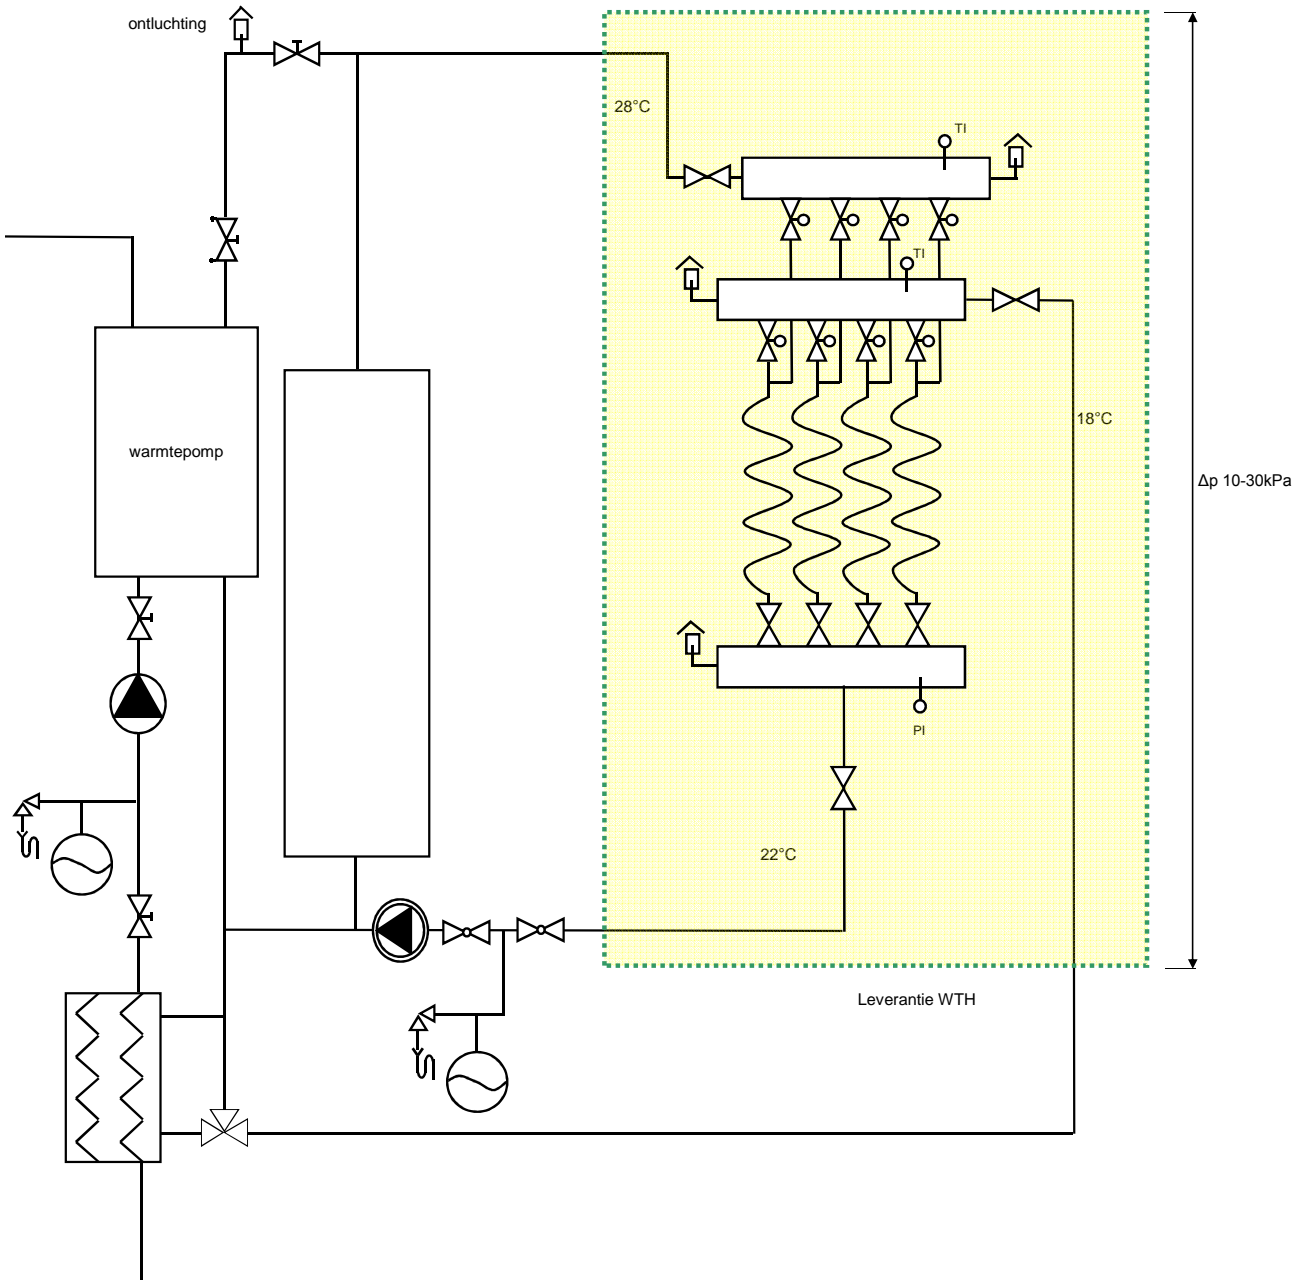 ontluchting
28°C
TI
TI
warmtepomp
18°C
Δp 10-30kPa
PI
22°C
Leverantie WTH